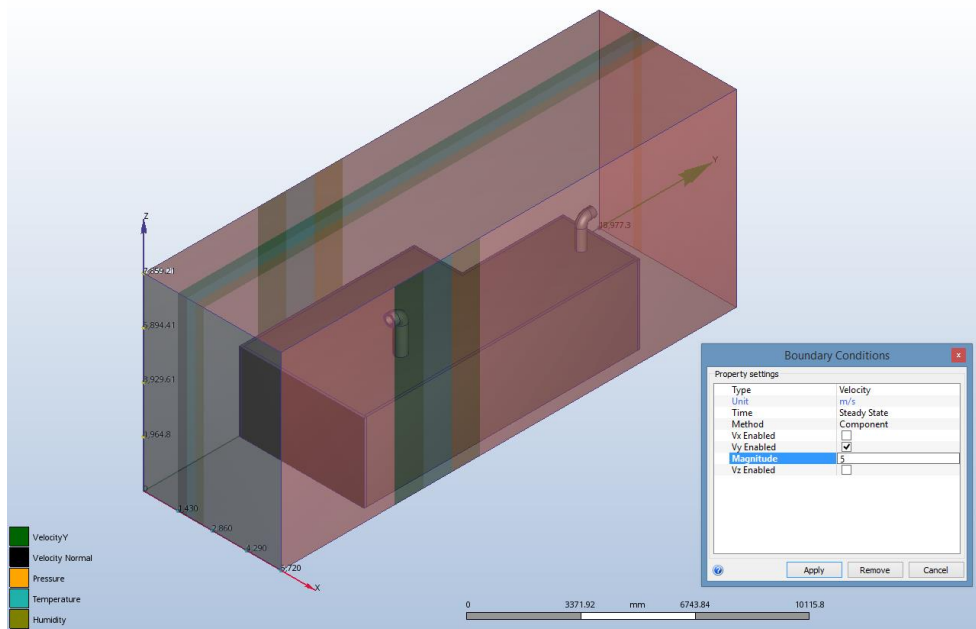 Z
Y
18,977.3
5,894.41
3,929.61
1,964.8
1,430
2,860
4,290
5,720
X
VelocityY
Velocity Normal
Pressure
Temperature
Humidity
Boundary Conditions
x
Property settings
Type Velocity
Unit m/s
Time Steady State
Method Component
Vx Enabled
Vy Enabled
Magnitude 5
Vz Enabled
? Apply Remove Cancel
0 3371.92 mm 6743.84 10115.8